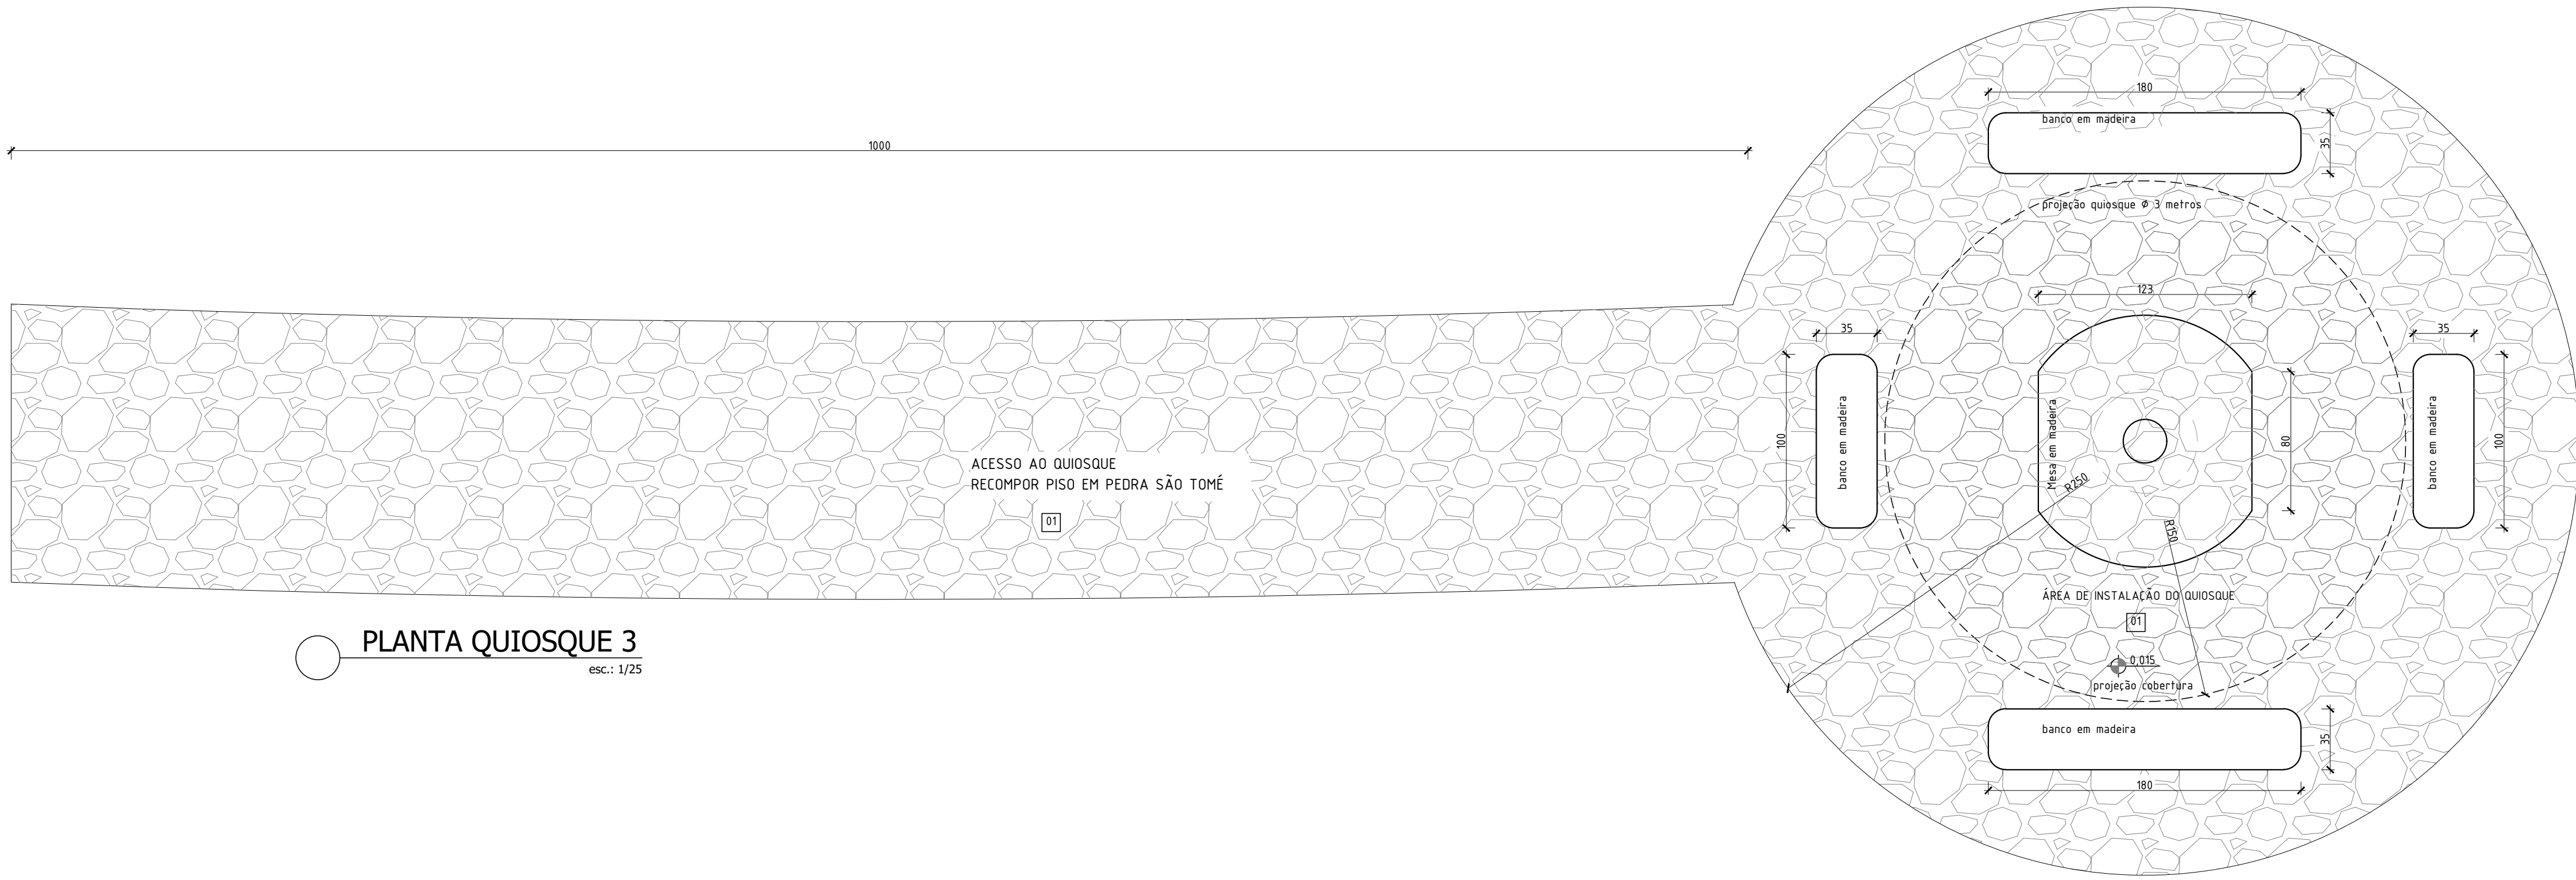 180
banco em madeira
35
1000
projeção quiosque Ø 3 metros
123
35
35
100
banco em madeira
Mesa em madeira
80
banco em madeira
100
ACESSO AO QUIOSQUE
RECOMPOR PISO EM PEDRA SÃO TOMÉ
01
R250
R150
ÁREA DE INSTALAÇÃO DO QUIOSQUE
01
0,015
projeção cobertura
PLANTA QUIOSQUE 3
esc.: 1/25
banco em madeira
35
180